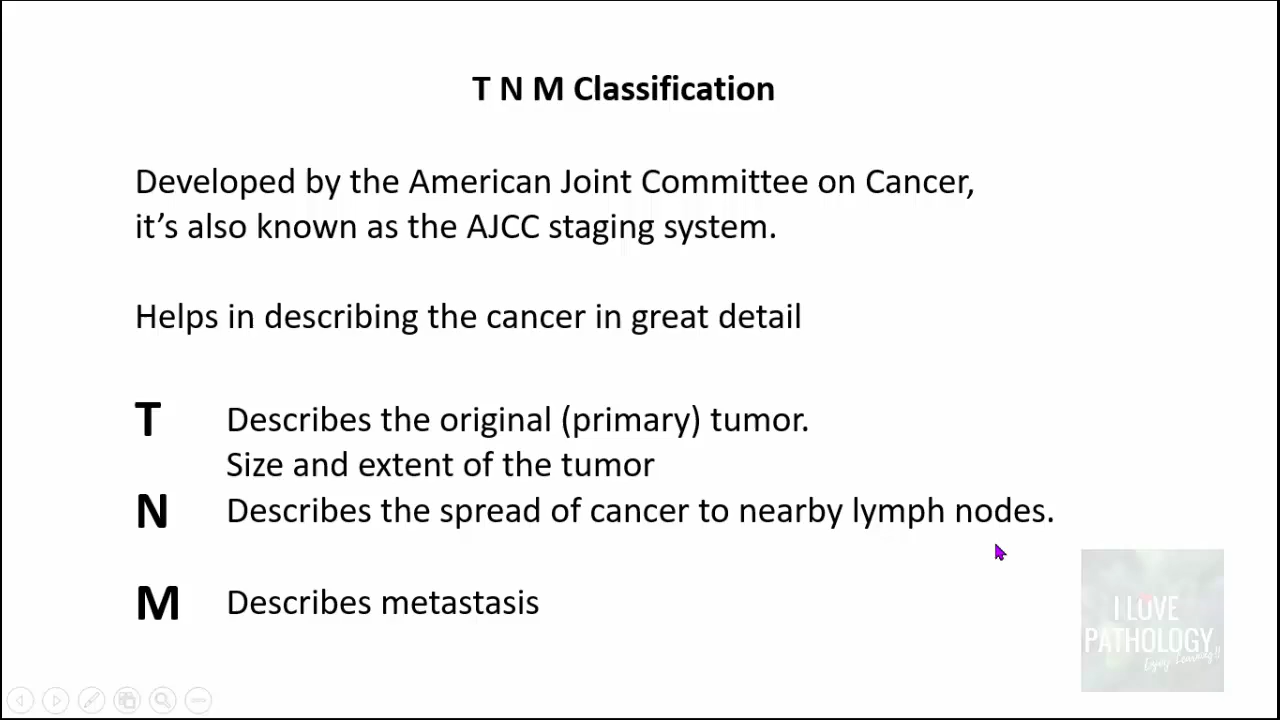 T N M Classification
Developed by the American Joint Committee on Cancer,
it’s also known as the AJCC staging system.
Helps in describing the cancer in great detail
T Describes the original (primary) tumor.
Size and extent of the tumor
N Describes the spread of cancer to nearby lymph nodes.
M Describes metastasis
I LOVE
PATHOLOGY
Enjoy Learning!!